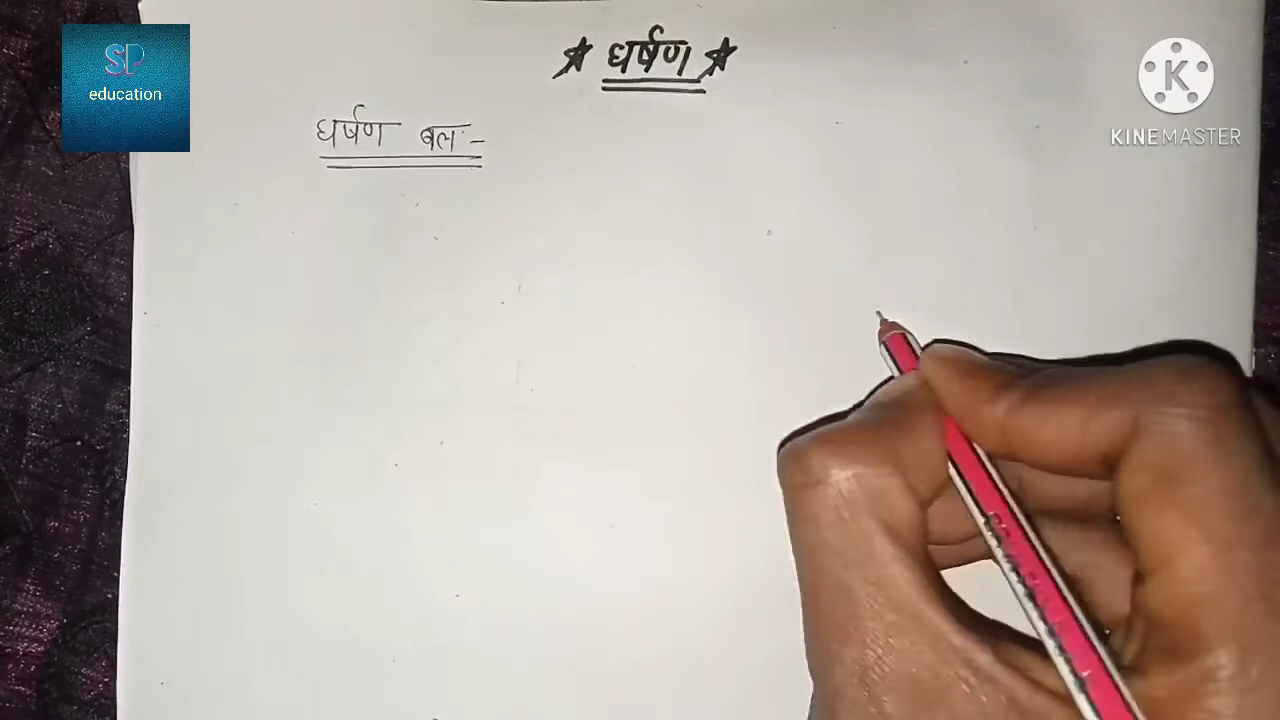 SP
education
★ घर्षण ★
K
KINEMASTER
घर्षण बल :-